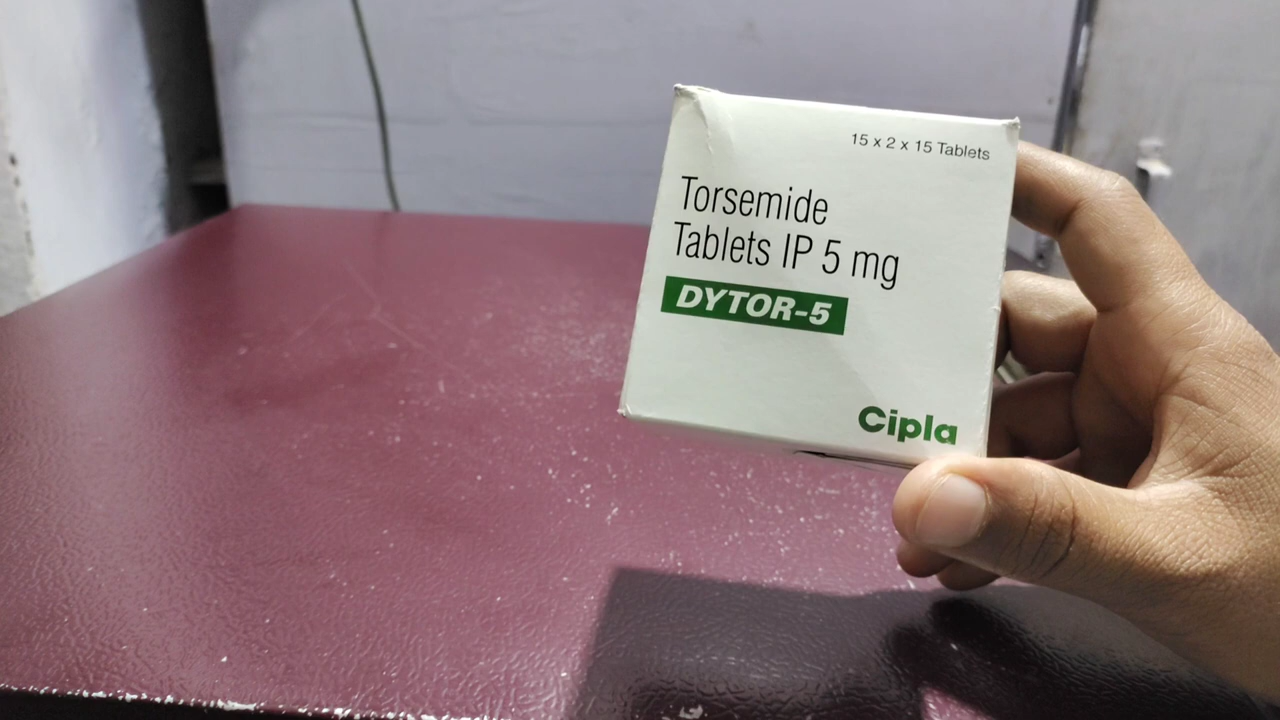 15 x 2 x 15 Tablets
Torsemide
Tablets IP 5 mg
DYTOR-5
Cipla